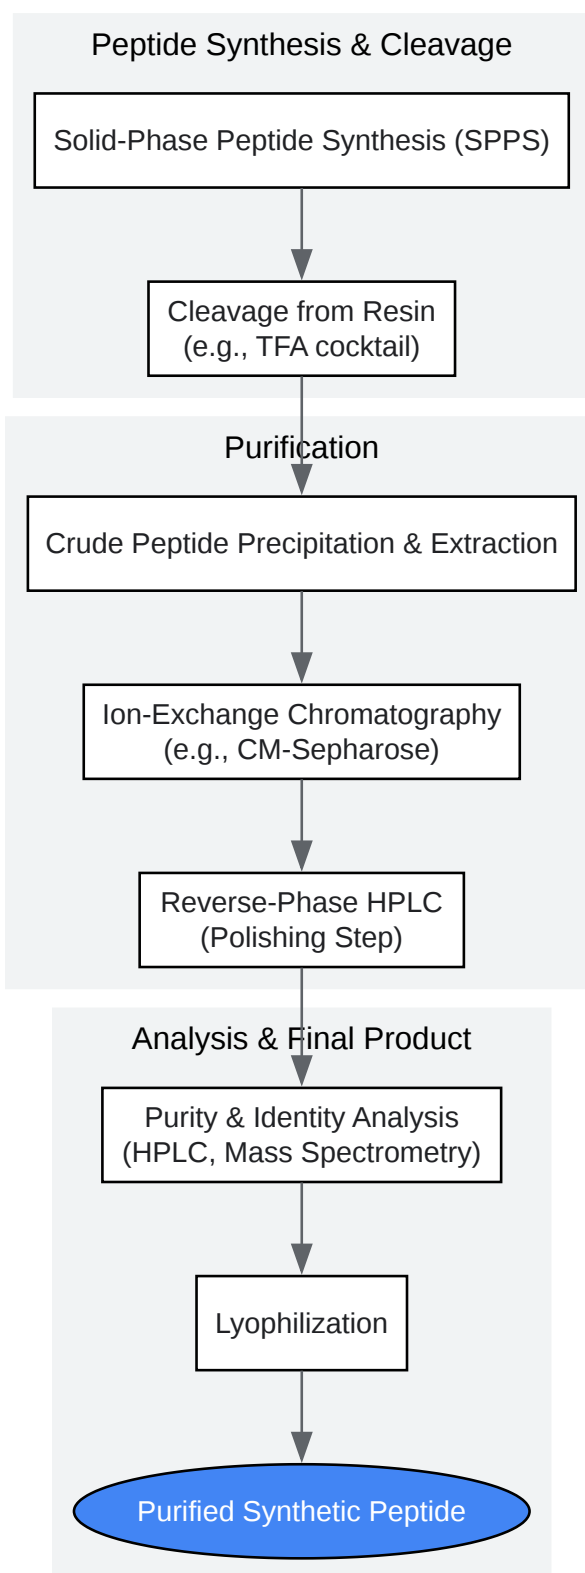 Peptide Synthesis & Cleavage
Solid-Phase Peptide Synthesis (SPPS)
Cleavage from Resin
(e.g., TFA cocktail)
Purification
Crude Peptide Precipitation & Extraction
Ion-Exchange Chromatography
(e.g., CM-Sepharose)
Reverse-Phase HPLC
(Polishing Step)
Analysis & Final Product
Purity & Identity Analysis
(HPLC, Mass Spectrometry)
Lyophilization
Purified Synthetic Peptide